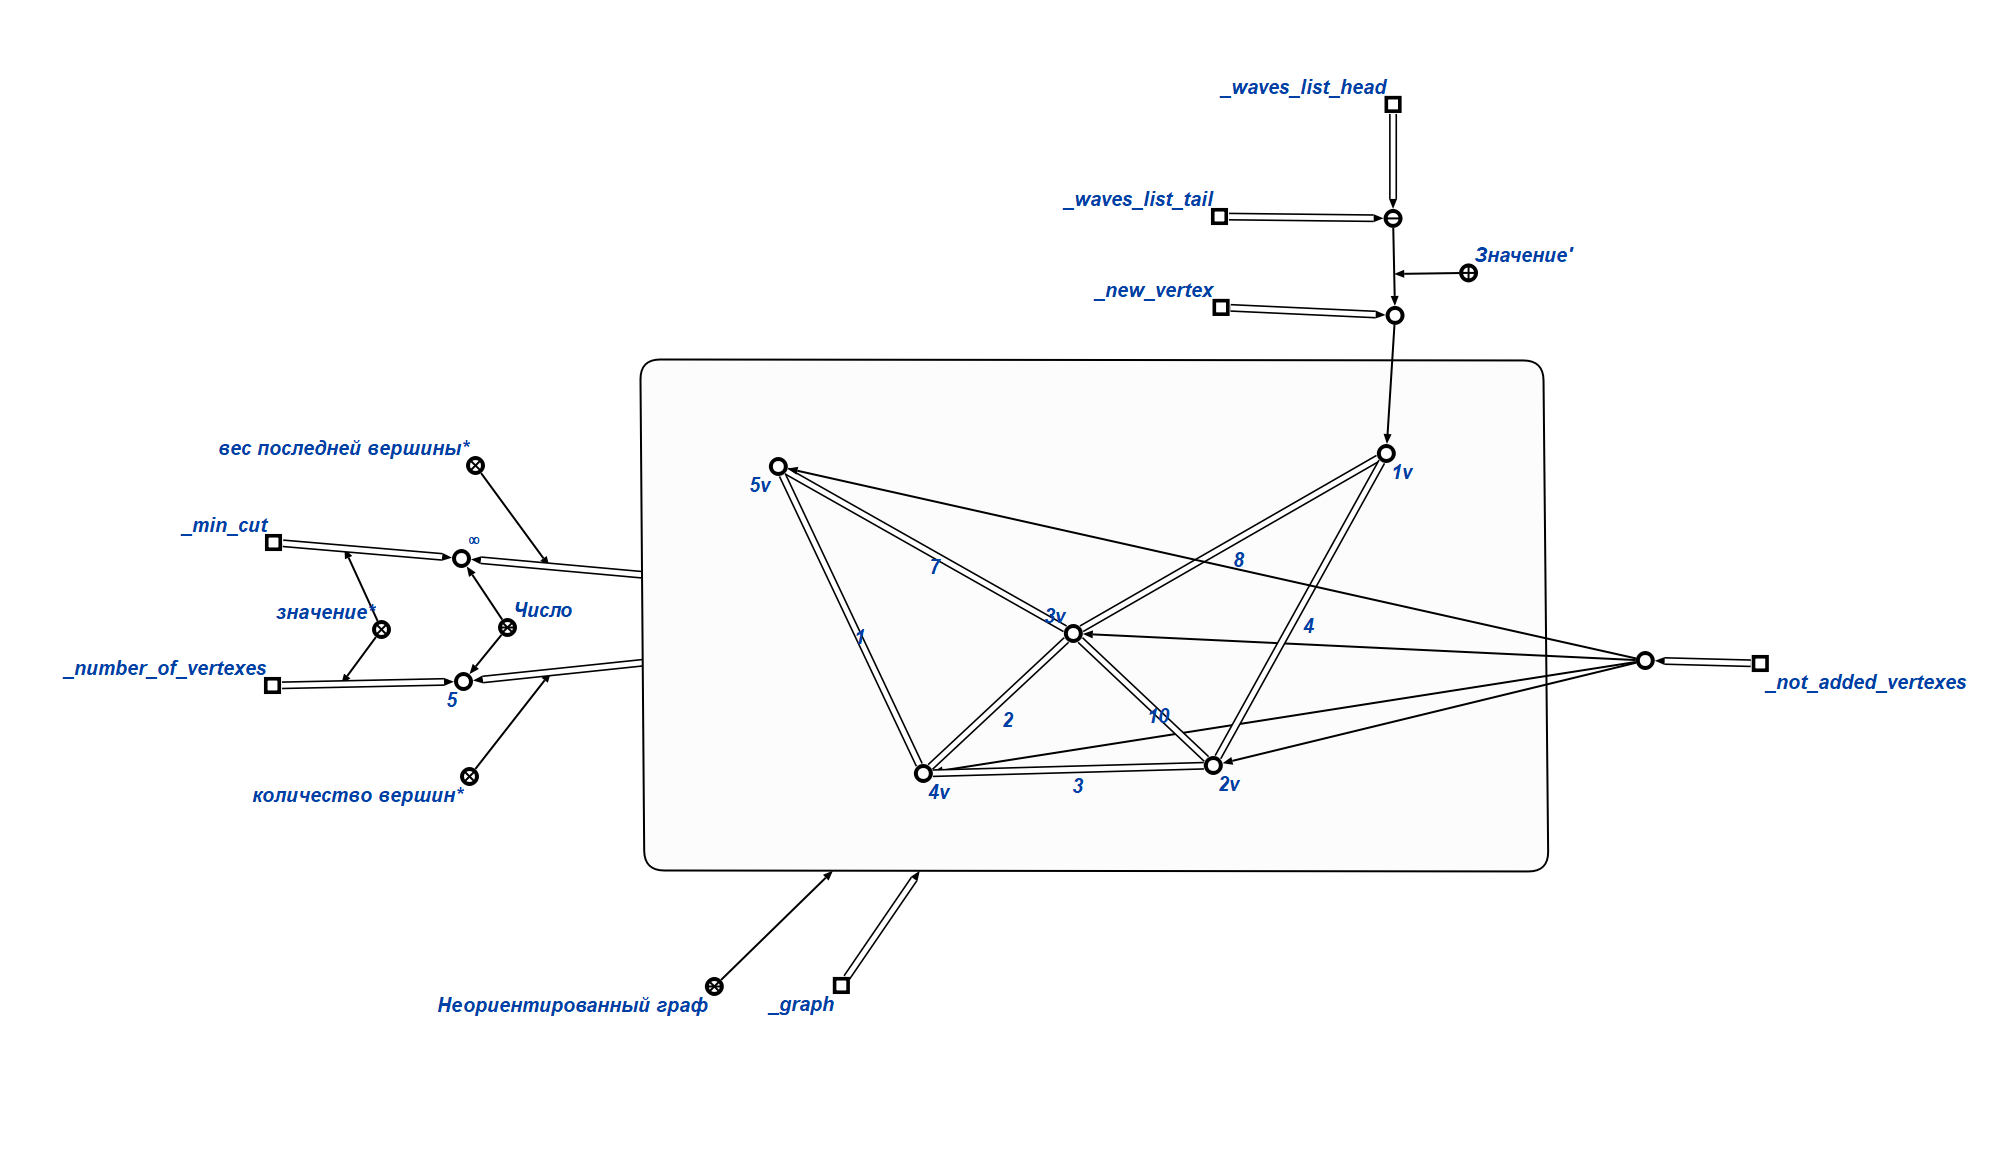 _waves_list_head
_waves_list_tail
Значение'
_new_vertex
вес последней вершины*
5v
1v
_min_cut
∞
7
8
значение*
Число
3v
1
4
_number_of_vertexes
5
_not_added_vertexes
2
10
количество вершин*
4v
3
2v
Неориентированный граф
_graph